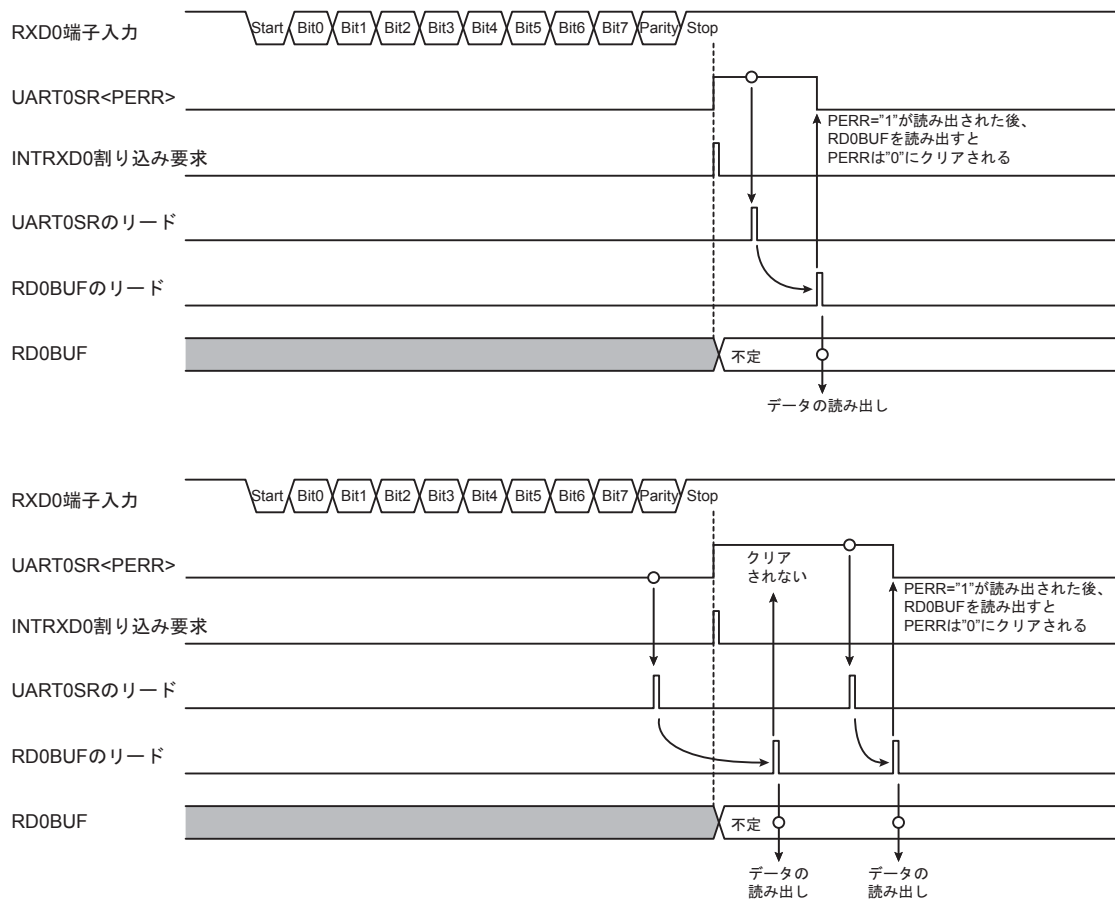 RXD0端子入力
Start Bit0 Bit1 Bit2 Bit3 Bit4 Bit5 Bit6 Bit7 Parity Stop
UART0SR<PERR>
PERR="1"が読み出された後、
RD0BUFを読み出すと
PERRは"0"にクリアされる
INTRXD0割り込み要求
UART0SRのリード
RD0BUFのリード
RD0BUF
不定
データの読み出し
RXD0端子入力
Start Bit0 Bit1 Bit2 Bit3 Bit4 Bit5 Bit6 Bit7 Parity Stop
UART0SR<PERR>
クリア
されない
PERR="1"が読み出された後、
RD0BUFを読み出すと
PERRは"0"にクリアされる
INTRXD0割り込み要求
UART0SRのリード
RD0BUFのリード
RD0BUF
不定
データの
読み出し
データの
読み出し